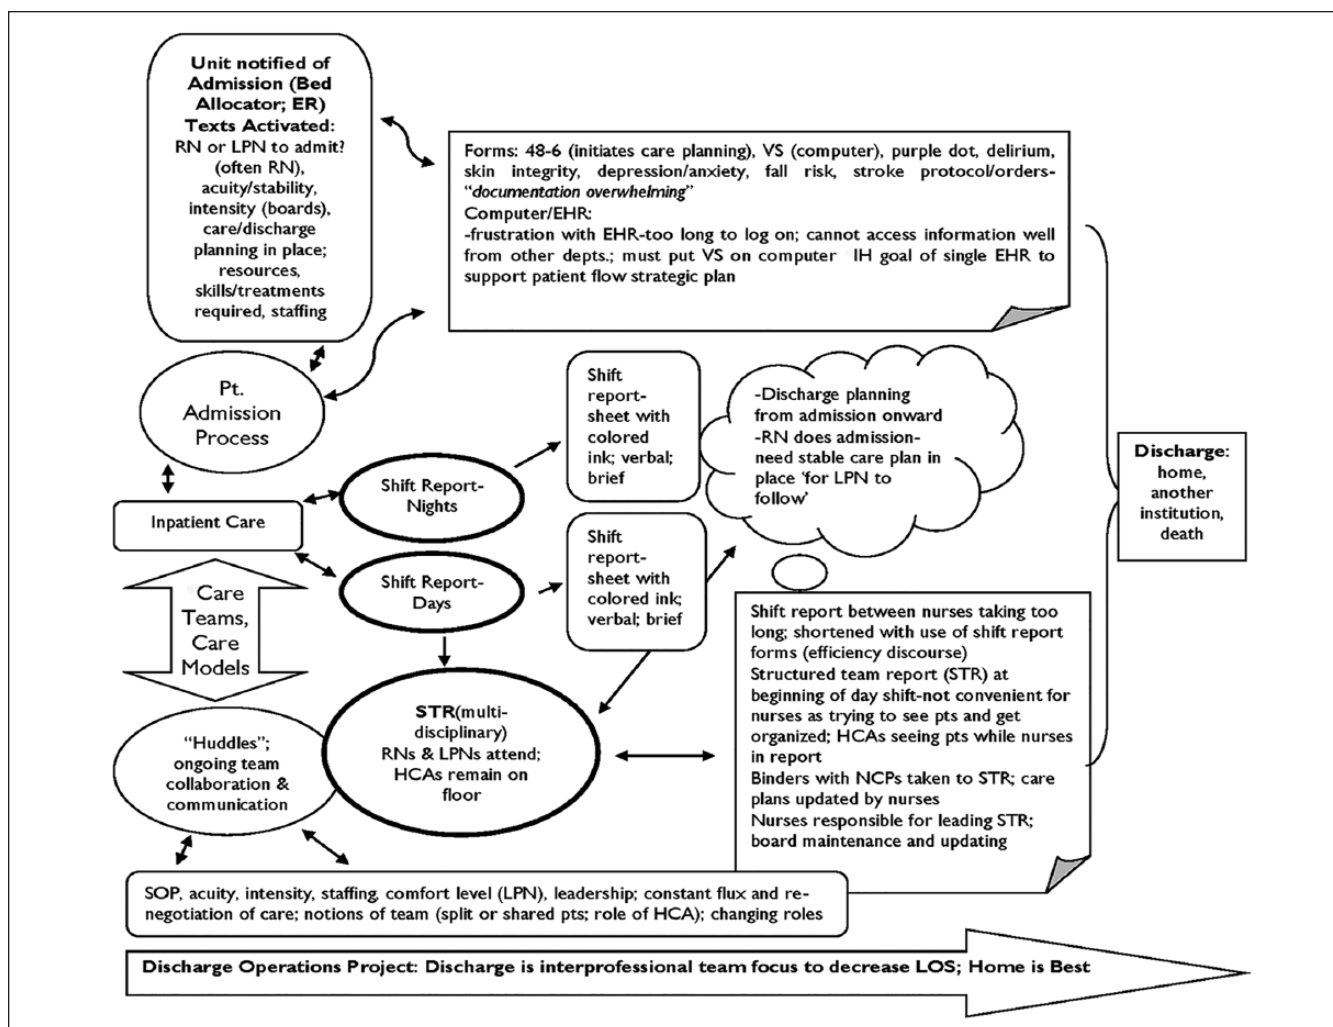 Unit notified of
Admission (Bed
Allocator; ER)
Texts Activated:
RN or LPN to admit?
(often RN),
acuity/stability,
intensity (boards),
care/discharge
planning in place;
resources,
skills/treatments
required, staffing
Forms: 48-6 (initiates care planning), VS (computer), purple dot, delirium,
skin integrity, depression/anxiety, fall risk, stroke protocol/orders-
“documentation overwhelming”
Computer/EHR:
-frustration with EHR-too long to log on; cannot access information well
from other depts.; must put VS on computer IH goal of single EHR to
support patient flow strategic plan
Pt.
Admission
Process
Shift
report-
sheet with
colored
ink; verbal;
brief
-Discharge planning
from admission onward
-RN does admission-
need stable care plan in
place ‘for LPN to
follow’
Discharge:
home,
another
institution,
death
Shift Report-
Nights
Inpatient Care
Shift
report-
sheet with
colored ink;
verbal; brief
Shift Report-
Days
Care
Teams,
Care
Models
Shift report between nurses taking too
long; shortened with use of shift report
forms (efficiency discourse)
Structured team report (STR) at
beginning of day shift-not convenient for
nurses as trying to see pts and get
organized; HCAs seeing pts while nurses
in report
Binders with NCPs taken to STR; care
plans updated by nurses
Nurses responsible for leading STR;
board maintenance and updating
STR(multi-
disciplinary)
RNs & LPNs attend;
HCAs remain on
floor
“Huddles”;
ongoing team
collaboration &
communication
SOP, acuity, intensity, staffing, comfort level (LPN), leadership; constant flux and re-
negotiation of care; notions of team (split or shared pts; role of HCA); changing roles
Discharge Operations Project: Discharge is interprofessional team focus to decrease LOS; Home is Best